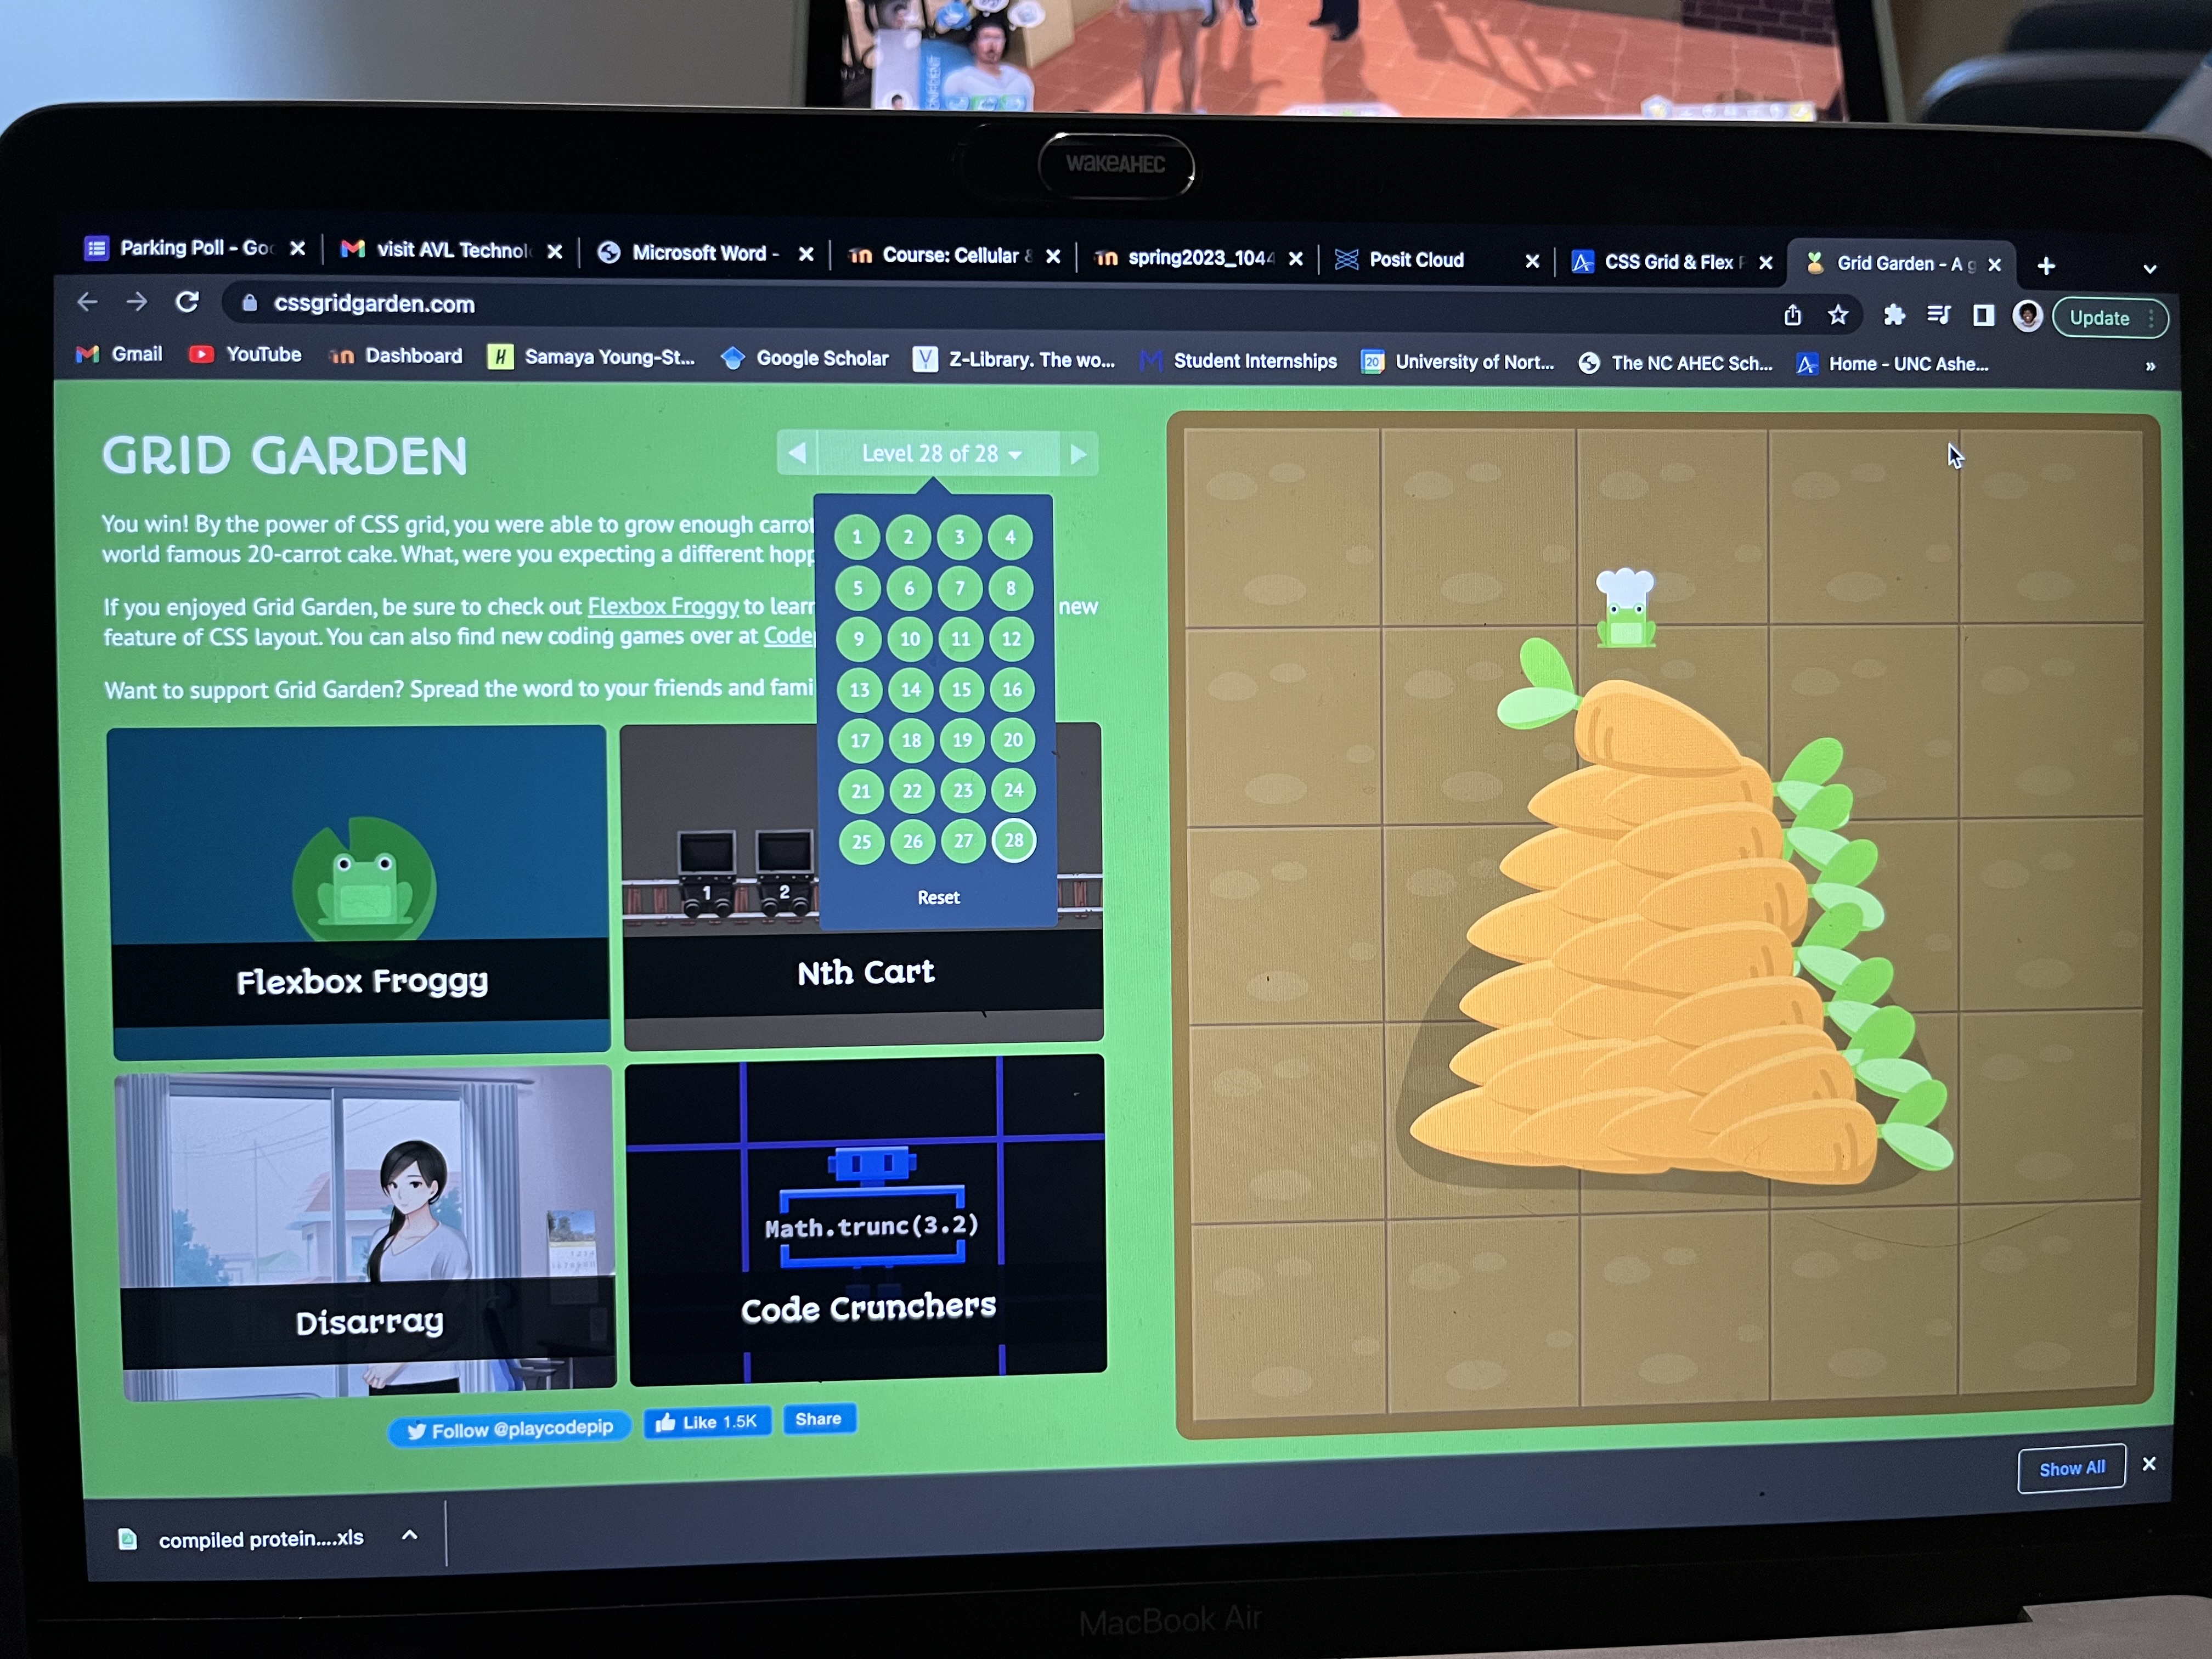 WakeAHEC
Parking Poll - Goo
visit AVL Technol
Microsoft Word -
Course: Cellular &
spring2023_1044
Posit Cloud
CSS Grid & Flex
Grid Garden - A g
cssgridgarden.com
Update
Gmail
YouTube
Dashboard
Samaya Young-St...
Google Scholar
Z-Library. The wo...
Student Internships
University of Nort...
The NC AHEC Sch...
Home - UNC Ashe...
»
GRID GARDEN
Level 28 of 28
You win! By the power of CSS grid, you were able to grow enough carrot
world famous 20-carrot cake. What, were you expecting a different hopp
If you enjoyed Grid Garden, be sure to check out Flexbox Froggy to learn new
feature of CSS layout. You can also find new coding games over at Codep
Want to support Grid Garden? Spread the word to your friends and fami
1 2 3 4
5 6 7 8
9 10 11 12
13 14 15 16
17 18 19 20
21 22 23 24
25 26 27 28
Reset
Flexbox Froggy
1 2
Nth Cart
Disarray
Math.trunc(3.2)
Code Crunchers
Follow @playcodepip
Like 1.5K
Share
Show All
compiled protein....xls
MacBook Air